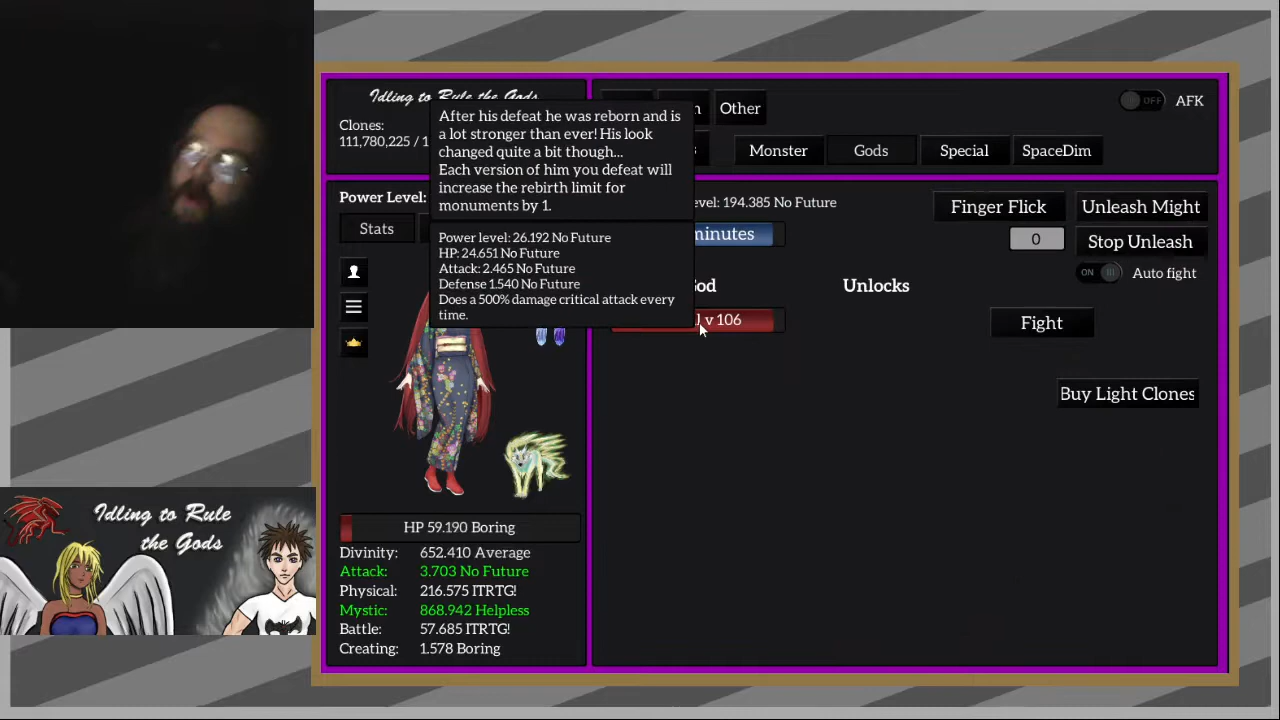 Idling to Rule the Gods
Clones:
111,780,225 / 1
After his defeat he was reborn and is
a lot stronger than ever! His look
changed quite a bit though...
Each version of him you defeat will
increase the rebirth limit for
monuments by 1.
Power level: 26.192 No Future
HP: 24.651 No Future
Attack: 2.465 No Future
Defense 1.540 No Future
Does a 500% damage critical attack every
time.
Other
OFF
AFK
Monster
Gods
Special
SpaceDim
Power Level:
evel: 194.385 No Future
Finger Flick
Unleash Might
Stats
minutes
0
Stop Unleash
ON
Auto fight
God
Unlocks
v 106
Fight
Buy Light Clones
HP 59.190 Boring
Divinity: 652.410 Average
Attack: 3.703 No Future
Physical: 216.575 ITRTG!
Mystic: 868.942 Helpless
Battle: 57.685 ITRTG!
Creating: 1.578 Boring
Idling to Rule
the Gods